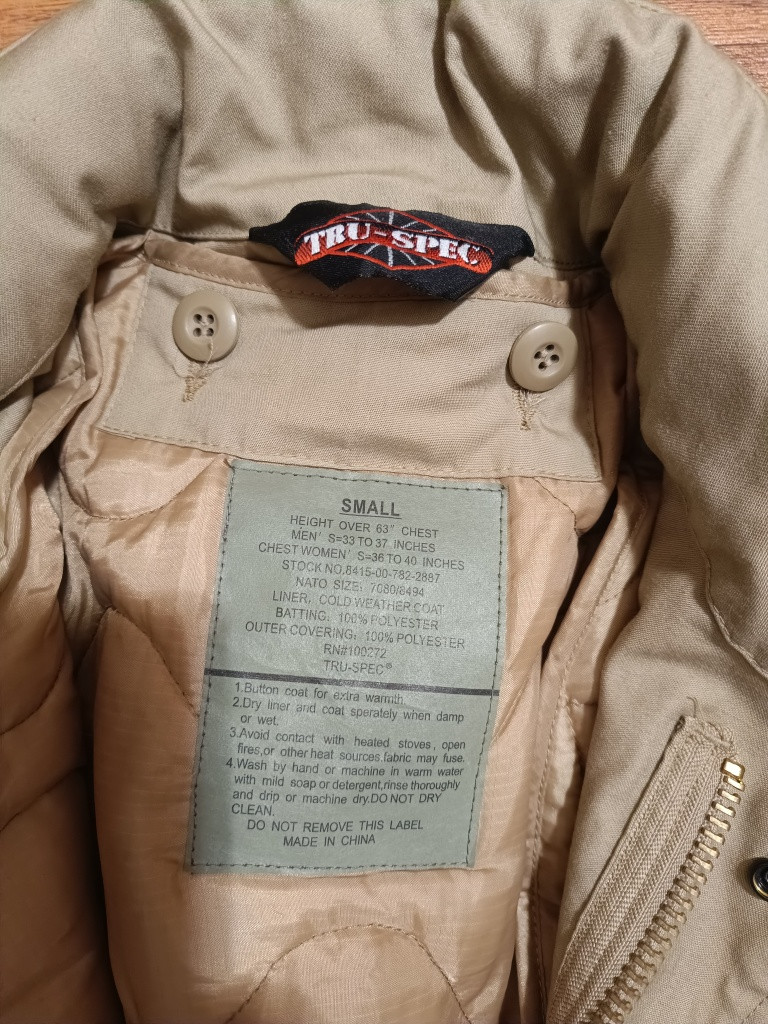 TRU-SPEC
SMALL
HEIGHT OVER 63" CHEST
MEN' S=33 TO 37 INCHES
CHEST WOMEN' S=36 TO 40 INCHES
STOCK NO.8415-00-782-2887
NATO SIZE: 7080/8494
LINER, COLD WEATHER COAT
BATTING: 100% POLYESTER
OUTER COVERING: 100% POLYESTER
RN#100272
TRU-SPEC®
1.Button coat for extra warmth
2.Dry liner and coat sperately when damp
or wet.
3.Avoid contact with heated stoves, open
fires,or other heat sources.fabric may fuse.
4.Wash by hand or machine in warm water
with mild soap or detergent,rinse thoroughly
and drip or machine dry.DO NOT DRY
CLEAN.
DO NOT REMOVE THIS LABEL
MADE IN CHINA